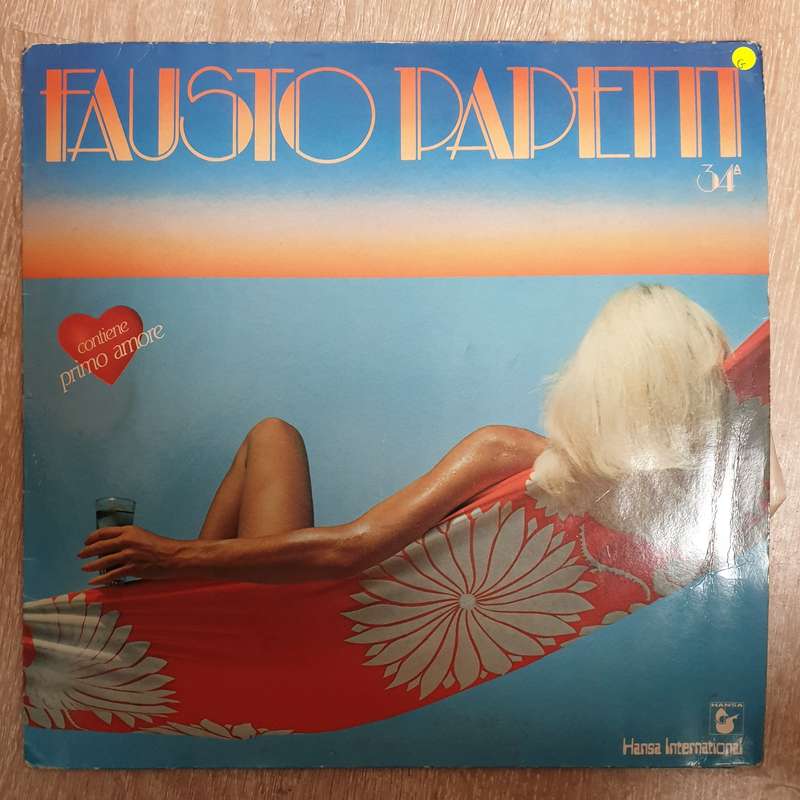 FAUSTO PAPETTI
G
34ª
contiene
primo amore
HANSA
Hansa International